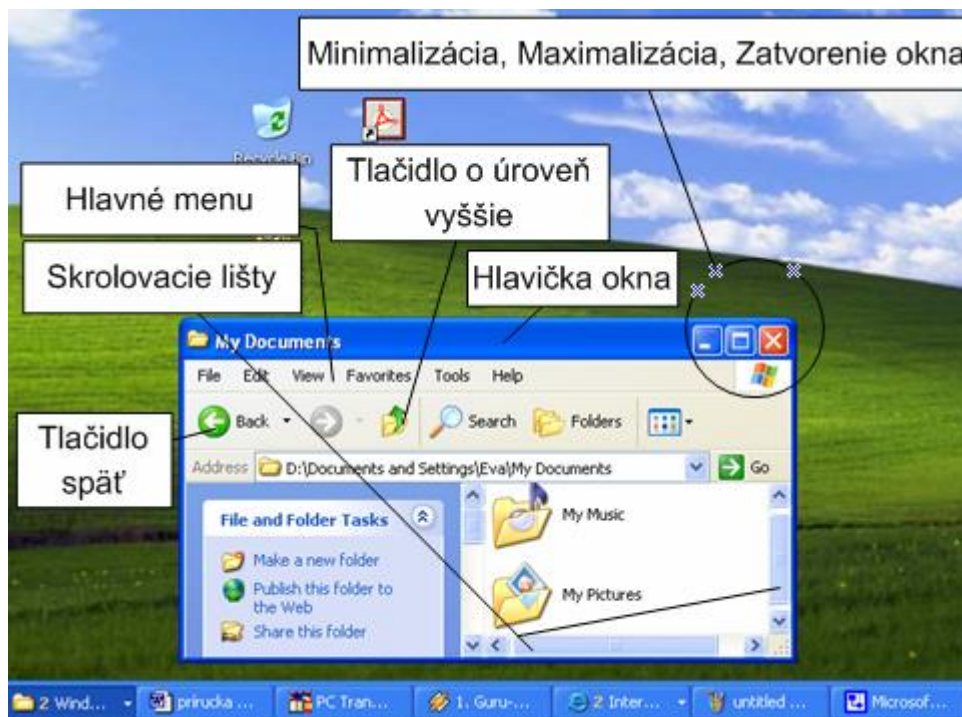 Minimalizácia, Maximalizácia, Zatvorenie okna
Recycle Bin
Tlačidlo o úroveň
vyššie
Hlavné menu
Skrolovacie lišty
Hlavička okna
My Documents
File Edit View Favorites Tools Help
Back Search Folders
Tlačidlo
späť
Address D:\Documents and Settings\Eva\My Documents Go
File and Folder Tasks
Make a new folder
Publish this folder to
the Web
Share this folder
My Music
My Pictures
2 Wind... prirucka ... PC Tran... 1. Guru-... 2 Inter... untitled ... Microsof...